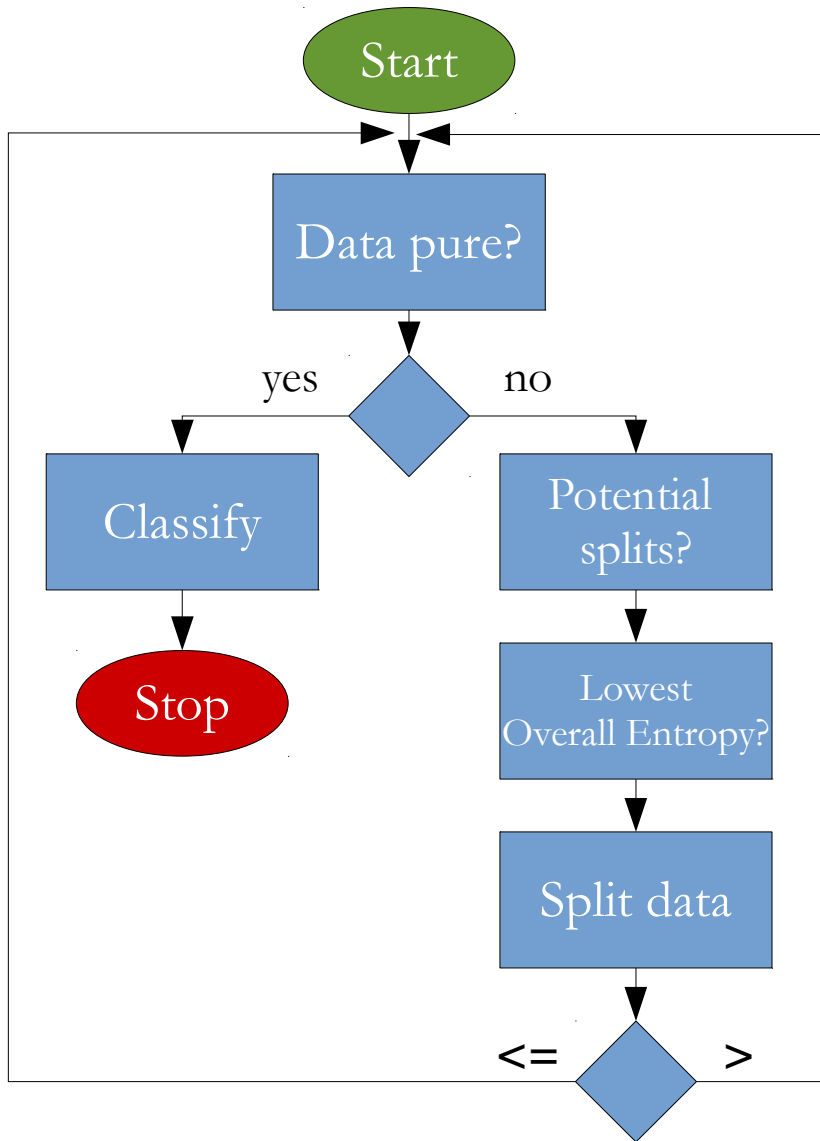 Start
Data pure?
yes
no
Classify
Potential
splits?
Stop
Lowest
Overall Entropy?
Split data
<=
>